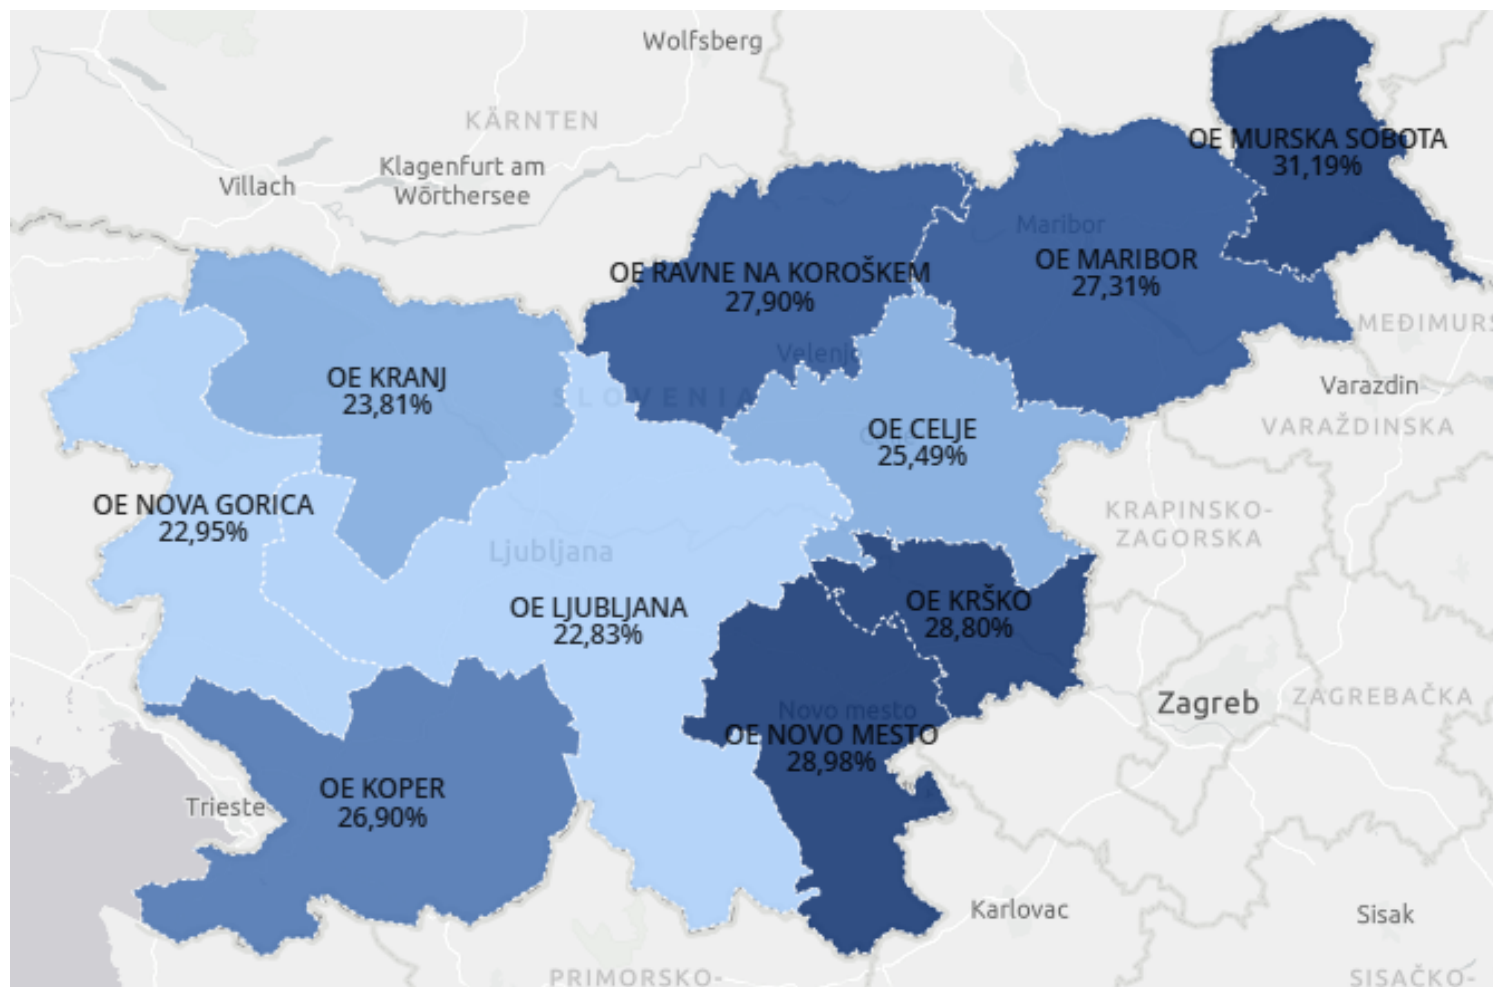 Wolfsberg
KÄRNTEN
Klagenfurt am
Wörthersee
Villach
OE MURSKA SOBOTA
31,19%
Maribor
OE MARIBOR
27,31%
OE RAVNE NA KOROŠKEM
27,90%
Velenje
SLOVENIA
OE KRANJ
23,81%
OE CELJE
25,49%
MEĐIMURS
Varazdin
VARAŽDINSKA
OE NOVA GORICA
22,95%
KRAPINSKO-
ZAGORSKA
Ljubljana
OE LJUBLJANA
22,83%
OE KRŠKO
28,80%
Zagreb
ZAGREBAČKA
Novo mesto
OE NOVO MESTO
28,98%
OE KOPER
26,90%
Trieste
Karlovac
Sisak
PRIMORSKO-
SISAČKO-